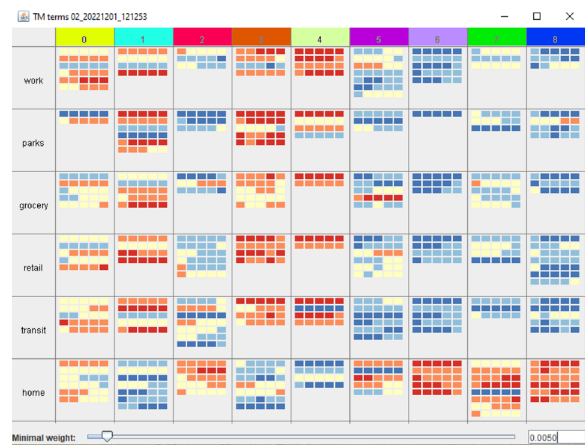 TM terms 02_20221201_121253
0 1 2 3 4 5 6 7 8
work
parks
grocery
retail
transit
home
Minimal weight: 0.0050